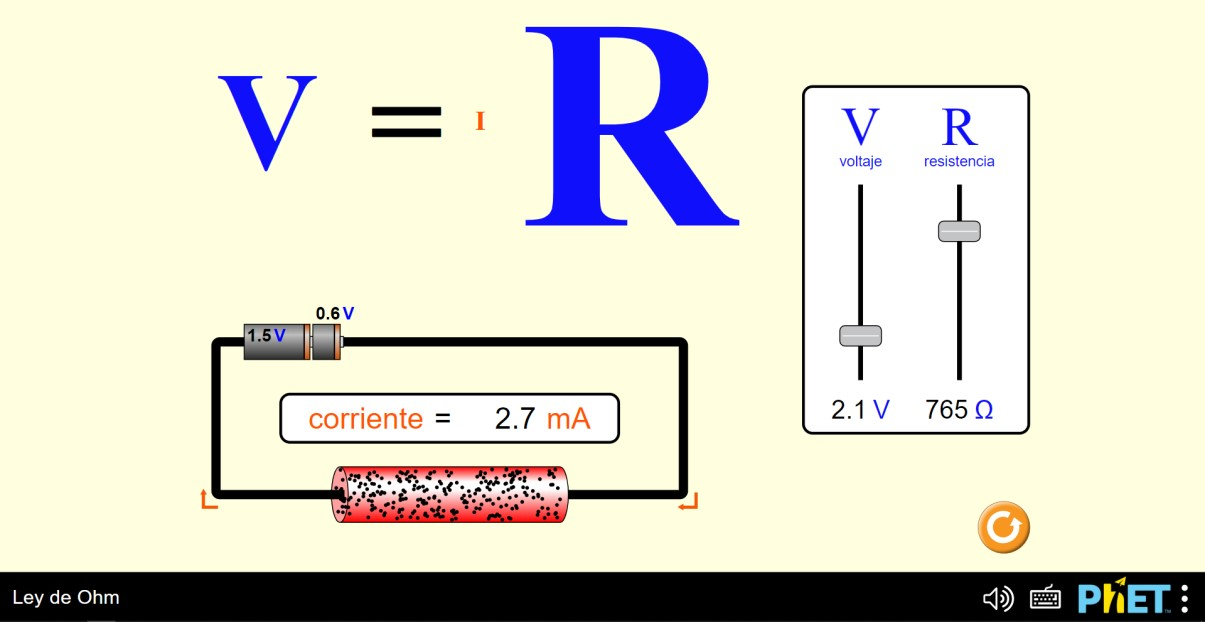 V = I R
V R
voltaje resistencia
2.1 V 765 Ω
0.6 V
1.5 V
corriente = 2.7 mA
Ley de Ohm
PhET